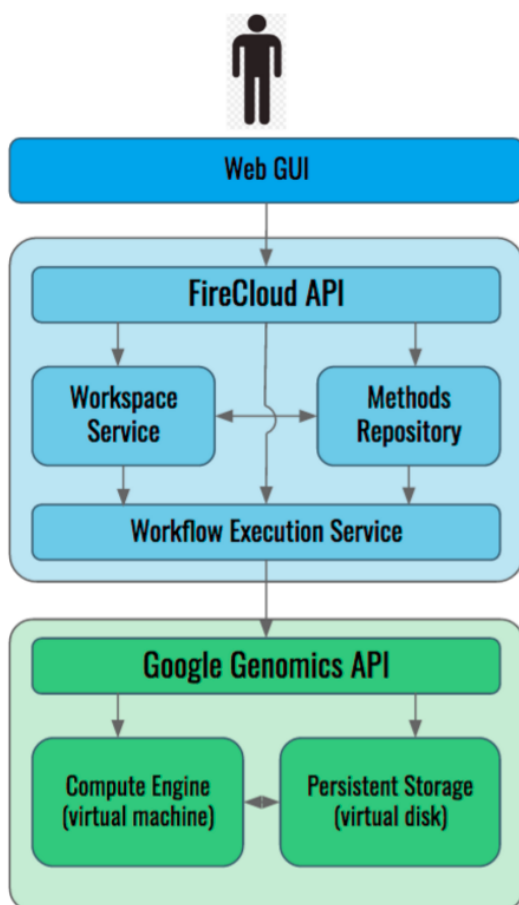 Web GUI
FireCloud API
Workspace
Service
Methods
Repository
Workflow Execution Service
Google Genomics API
Compute Engine
(virtual machine)
Persistent Storage
(virtual disk)